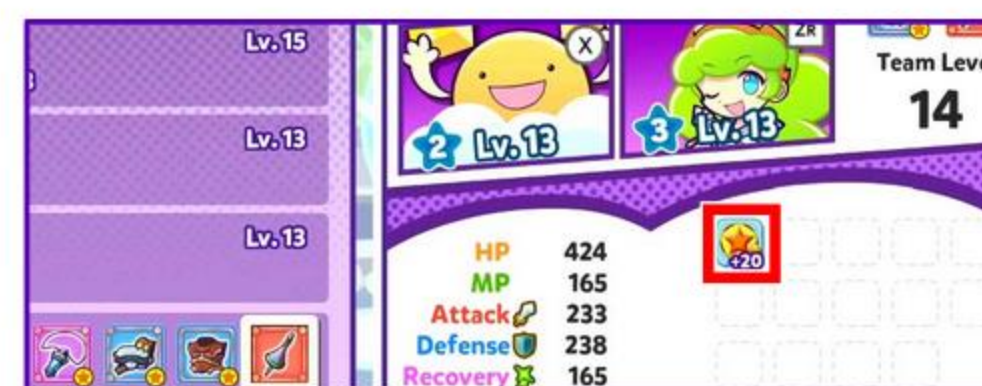 Lv. 15
Lv. 13
Lv. 13
X
2 Lv. 13
ZR
3 Lv. 13
Team Leve
14
+20
HP 424
MP 165
Attack 233
Defense 238
Recovery 165